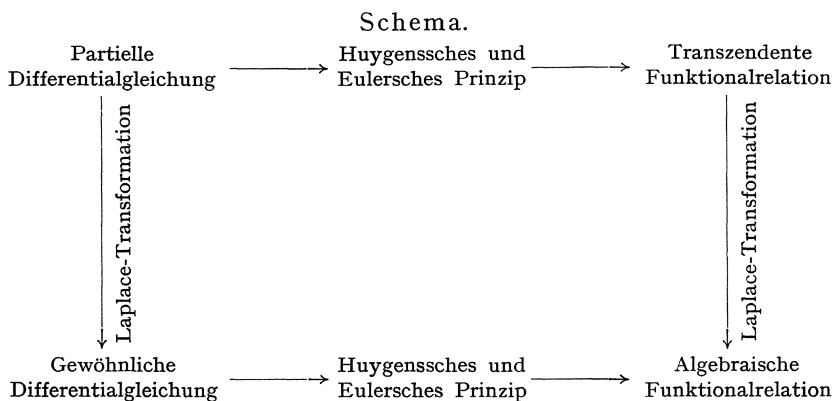 Schema.
Partielle
Differentialgleichung
Huygenssches und
Eulersches Prinzip
Transzendente
Funktionalrelation
Laplace-Transformation
Laplace-Transformation
Gewöhnliche
Differentialgleichung
Huygenssches und
Eulersches Prinzip
Algebraische
Funktionalrelation